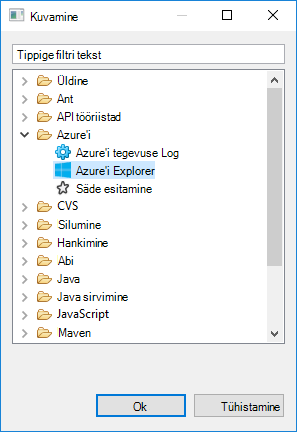 Kuvamine
Tippige filtri tekst
Üldine
Ant
API tööriistad
Azure'i
Azure'i tegevuse Log
Azure'i Explorer
Säde esitamine
CVS
Silumine
Hankimine
Abi
Java
Java sirvimine
JavaScript
Maven
Ok
Tühistamine